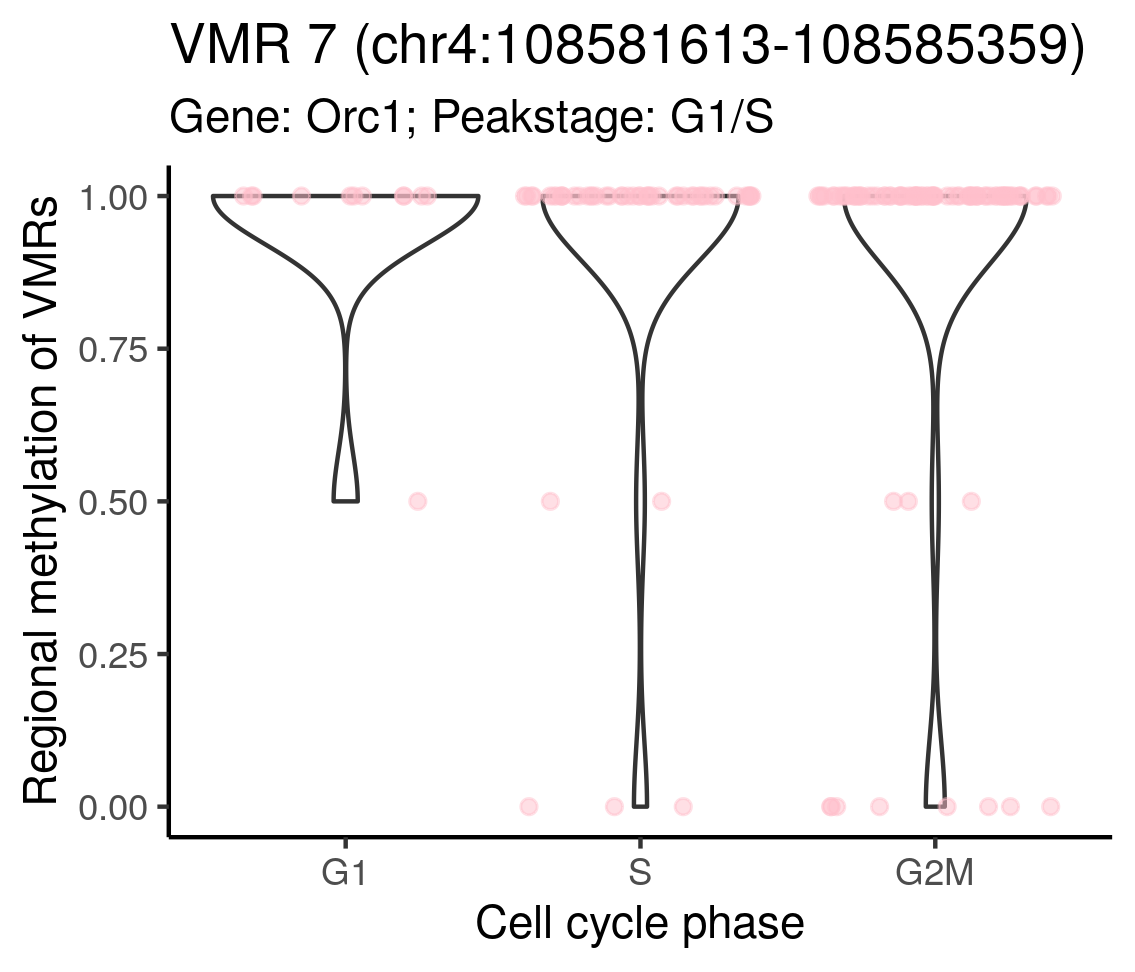 VMR 7 (chr4:108581613-108585359)
Gene: Orc1; Peakstage: G1/S
Regional methylation of VMRs
1.00
0.75
0.50
0.25
0.00
G1 S G2M
Cell cycle phase